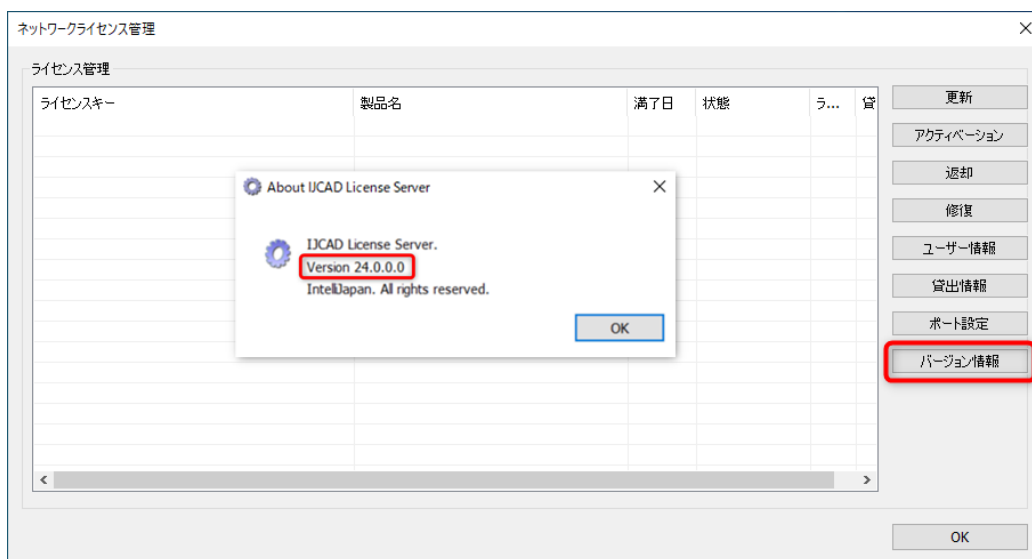 ネットワークライセンス管理
ライセンス管理
ライセンスキー 製品名 満了日 状態 ラ... 貸
更新
アクティベーション
返却
修復
ユーザー情報
貸出情報
ポート設定
バージョン情報
About IJCAD License Server
IJCAD License Server.
Version 24.0.0.0
IntelliJapan. All rights reserved.
OK
OK